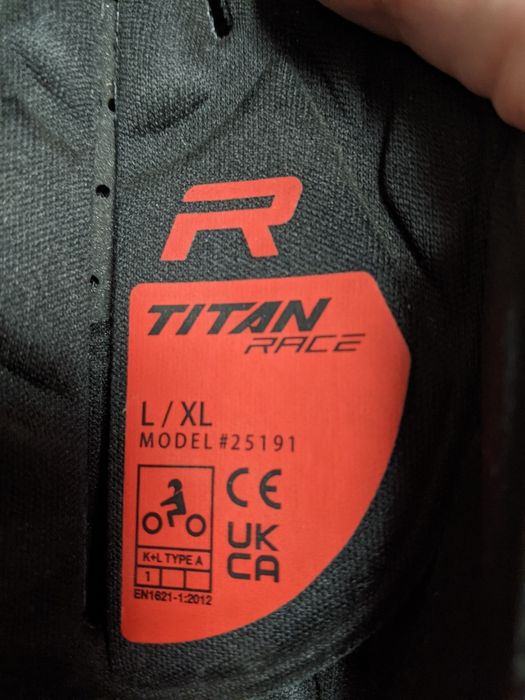 R
TITAN
RACE
L / XL
MODEL #25191
CE
UK
CA
K+L TYPE A
1
EN1621-1:2012